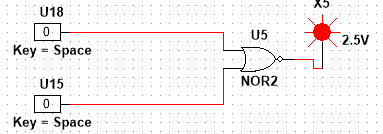 U18
0
Key = Space
U15
0
Key = Space
U5
NOR2
X5
2.5V